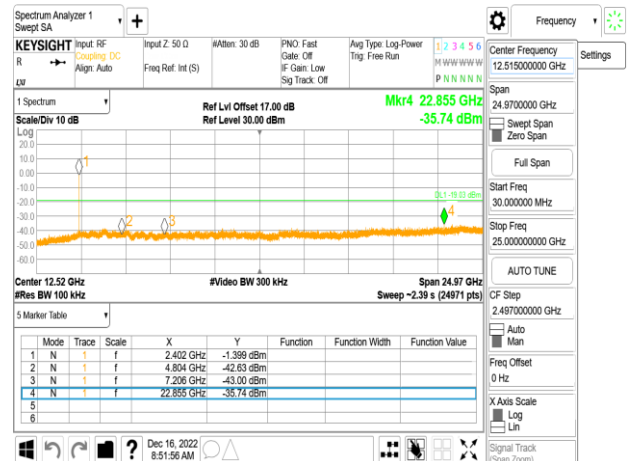 Spectrum Analyzer 1
Swept SA
+
Frequency
KEYSIGHT Input: RF
R Coupling: DC
Align: Auto
LXI
Input Z: 50 Ω
Freq Ref: Int (S)
#Atten: 30 dB
PNO: Fast
Gate: Off
IF Gain: Low
Sig Track: Off
Avg Type: Log-Power
Trig: Free Run
1 2 3 4 5 6
M W W W W W
P N N N N N
1 Spectrum
Scale/Div 10 dB
Ref Lvl Offset 17.00 dB
Ref Level 30.00 dBm
Mkr4 22.855 GHz
-35.74 dBm
Log
20.0
10.0
0.00
-10.0
-20.0
-30.0
-40.0
-50.0
-60.0
1
2
3
4
Center 12.52 GHz
#Res BW 100 kHz
#Video BW 300 kHz
Span 24.97 GHz
Sweep ~2.39 s (24971 pts)
5 Marker Table
Mode Trace Scale X Y Function Function Width Function Value
1 N 1 f 2.402 GHz -1.399 dBm
2 N 1 f 4.804 GHz -42.63 dBm
3 N 1 f 7.206 GHz -43.00 dBm
4 N 1 f 22.855 GHz -35.74 dBm
5
6
?
Dec 16, 2022
8:51:56 AM
Center Frequency
12.515000000 GHz
Span
24.9700000 GHz
Swept Span
Zero Span
Full Span
Start Freq
30.000000 MHz
Stop Freq
25.000000000 GHz
AUTO TUNE
CF Step
2.497000000 GHz
Auto
Man
Freq Offset
0 Hz
X Axis Scale
Log
Lin
Signal Track
(Span Zoom)
Settings